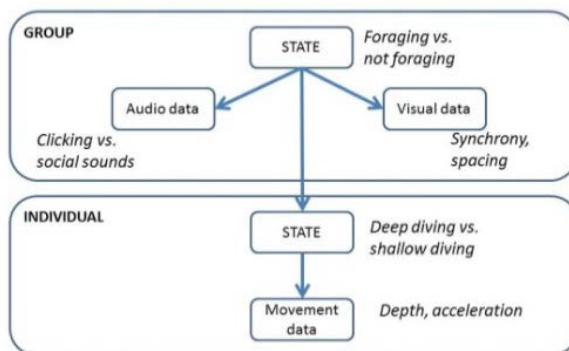 GROUP
STATE
Foraging vs.
not foraging
Audio data
Visual data
Clicking vs.
social sounds
Synchrony,
spacing
INDIVIDUAL
STATE
Deep diving vs.
shallow diving
Movement
data
Depth, acceleration